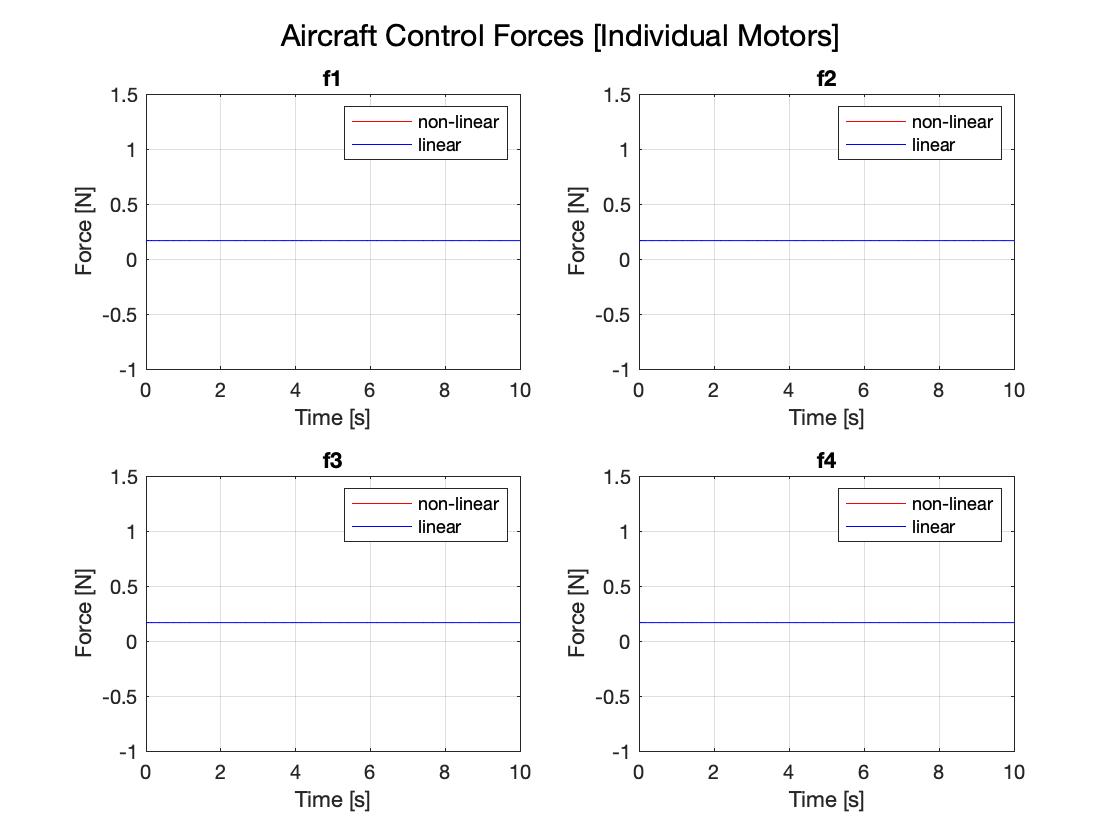 Aircraft Control Forces [Individual Motors]
f1
1.5
1
0.5
0
-0.5
-1
Force [N]
non-linear
linear
0 2 4 6 8 10
Time [s]
f2
1.5
1
0.5
0
-0.5
-1
Force [N]
non-linear
linear
0 2 4 6 8 10
Time [s]
f3
1.5
1
0.5
0
-0.5
-1
Force [N]
non-linear
linear
0 2 4 6 8 10
Time [s]
f4
1.5
1
0.5
0
-0.5
-1
Force [N]
non-linear
linear
0 2 4 6 8 10
Time [s]